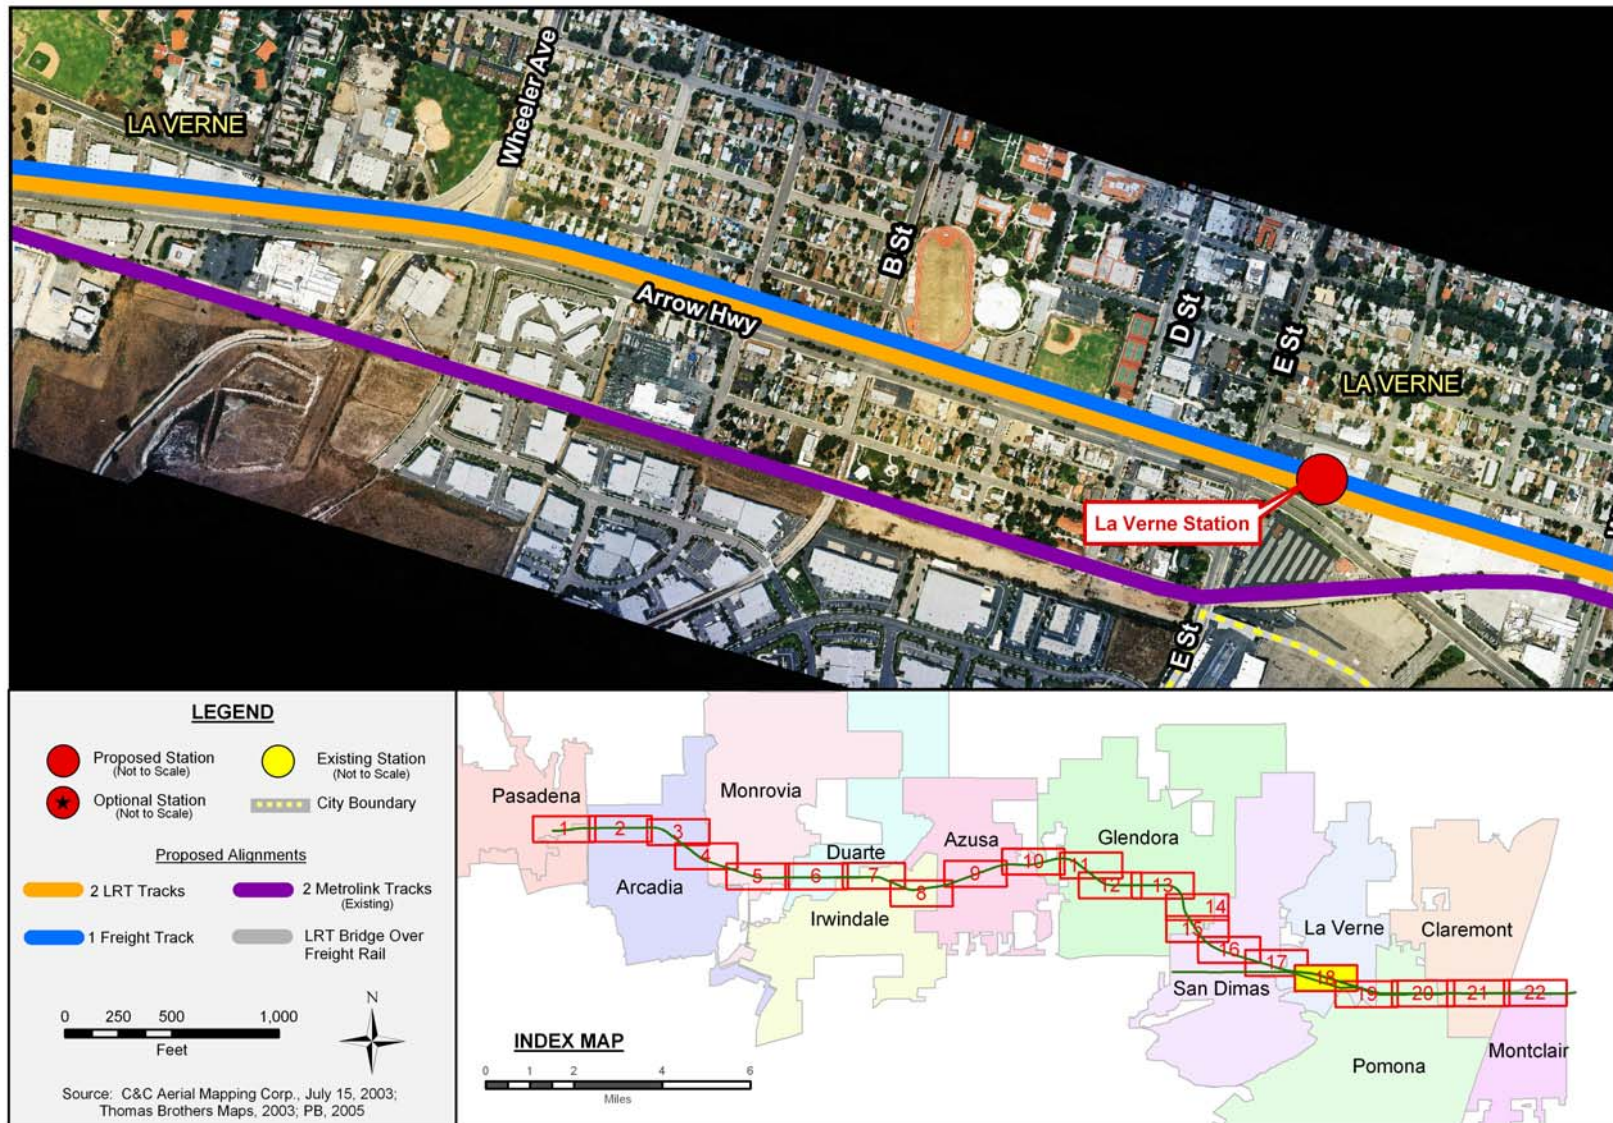 LA VERNE
Wheeler Ave
B St
Arrow Hwy
D St
E St
LA VERNE
La Verne Station
E St
LEGEND
Proposed Station
(Not to Scale)
Existing Station
(Not to Scale)
Optional Station
(Not to Scale)
City Boundary
Proposed Alignments
2 LRT Tracks
2 Metrolink Tracks
(Existing)
1 Freight Track
LRT Bridge Over
Freight Rail
N
0 250 500 1,000
Feet
Source: C&C Aerial Mapping Corp., July 15, 2003;
Thomas Brothers Maps, 2003; PB, 2005
Pasadena
Monrovia
Arcadia
Duarte
Irwindale
Azusa
Glendora
San Dimas
La Verne
Claremont
Pomona
Montclair
1
2
3
4
5
6
7
8
9
10
11
12
13
14
15
16
17
18
19
20
21
22
INDEX MAP
0 1 2 4 6
Miles